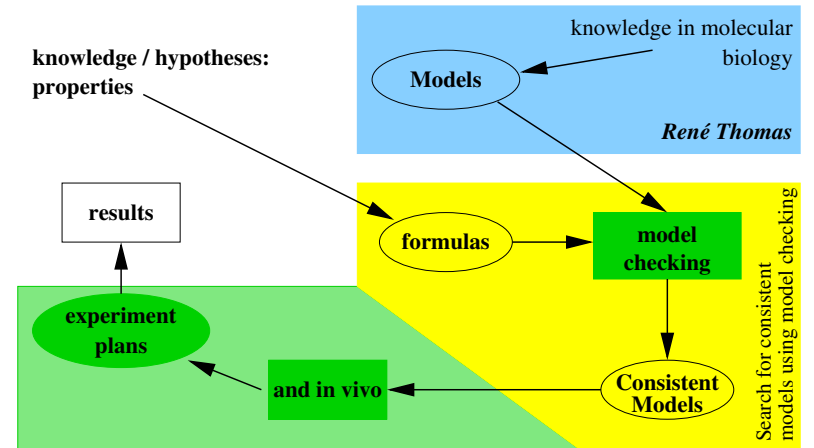 knowledge / hypotheses:
properties
knowledge in molecular
biology
Models
René Thomas
results
formulas
model
checking
Search for consistent
models using model checking
experiment
plans
and in vivo
Consistent
Models